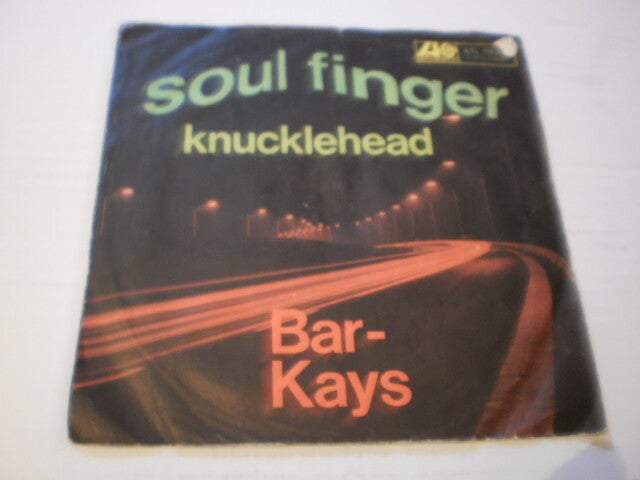 soul finger
knucklehead
Bar-
Kays